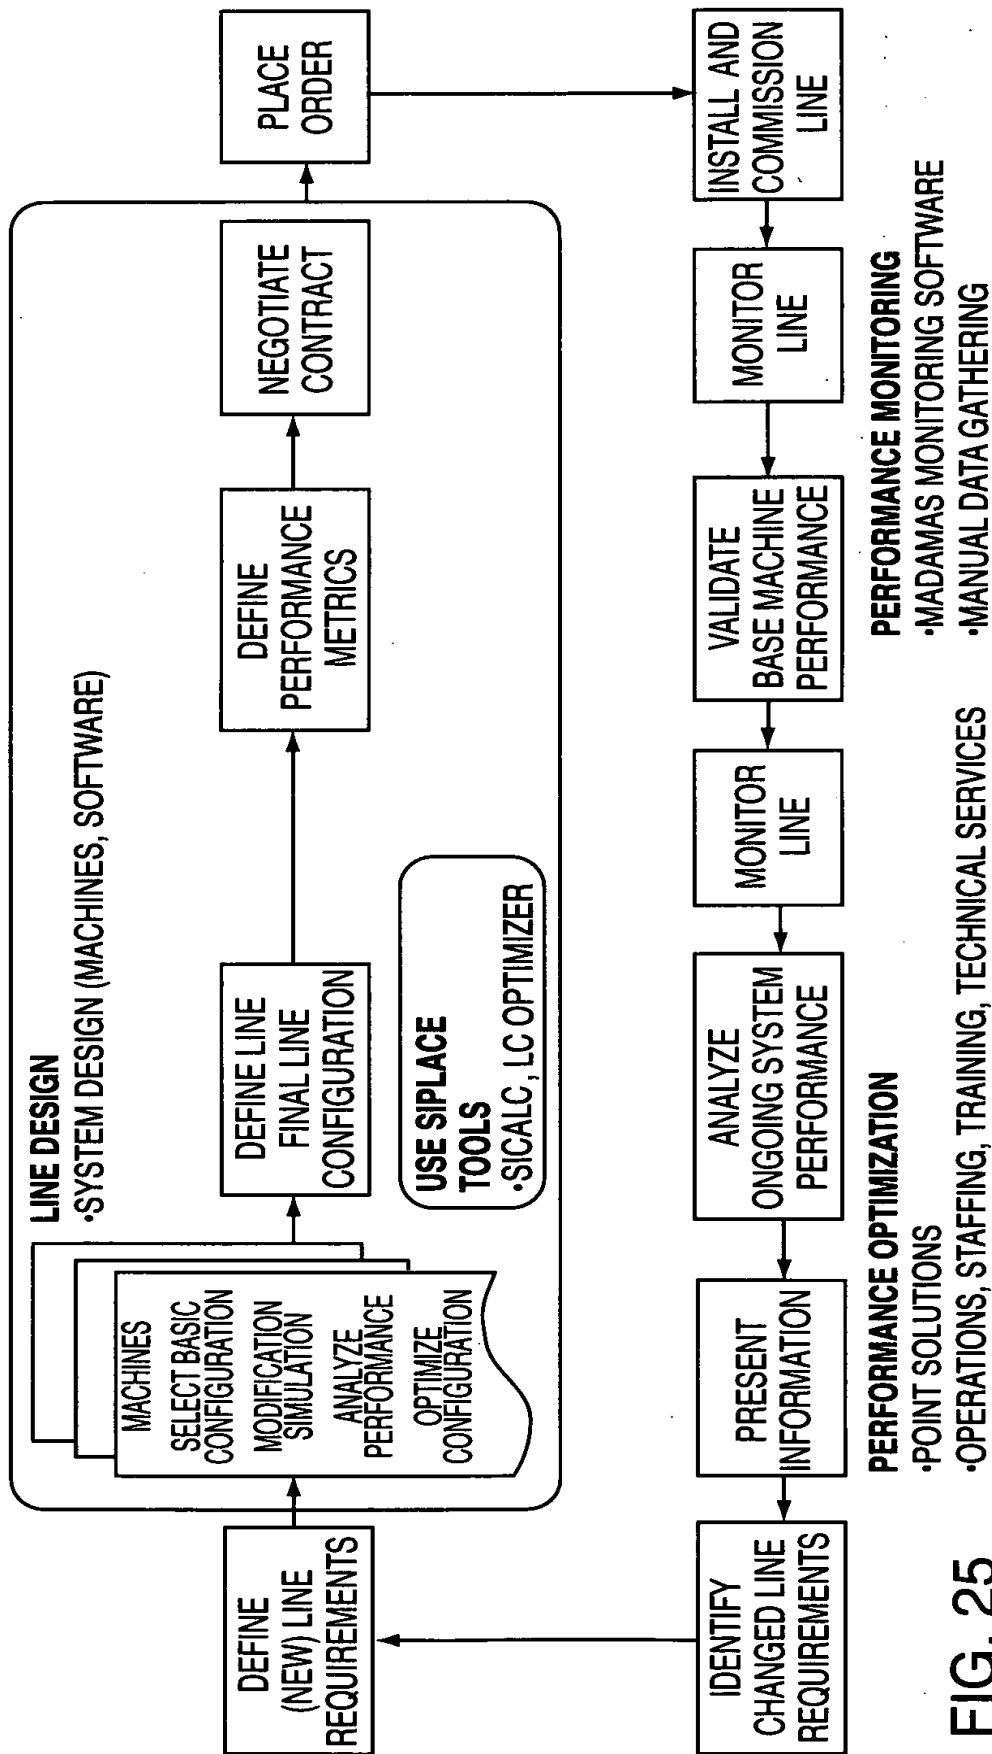 LINE DESIGN
•SYSTEM DESIGN (MACHINES, SOFTWARE)
DEFINE
(NEW) LINE
REQUIREMENTS
MACHINES
SELECT BASIC
CONFIGURATION
MODIFICATION
SIMULATION
ANALYZE
PERFORMANCE
OPTIMIZE
CONFIGURATION
DEFINE LINE
FINAL LINE
CONFIGURATION
USE SIPLACE
TOOLS
•SICALC, LC OPTIMIZER
DEFINE
PERFORMANCE
METRICS
NEGOTIATE
CONTRACT
PLACE
ORDER
INSTALL AND
COMMISSION
LINE
MONITOR
LINE
VALIDATE
BASE MACHINE
PERFORMANCE
MONITOR
LINE
ANALYZE
ONGOING SYSTEM
PERFORMANCE
PRESENT
INFORMATION
IDENTIFY
CHANGED LINE
REQUIREMENTS
PERFORMANCE OPTIMIZATION
•POINT SOLUTIONS
•OPERATIONS, STAFFING, TRAINING, TECHNICAL SERVICES
PERFORMANCE MONITORING
•MADAMAS MONITORING SOFTWARE
•MANUAL DATA GATHERING
FIG. 25